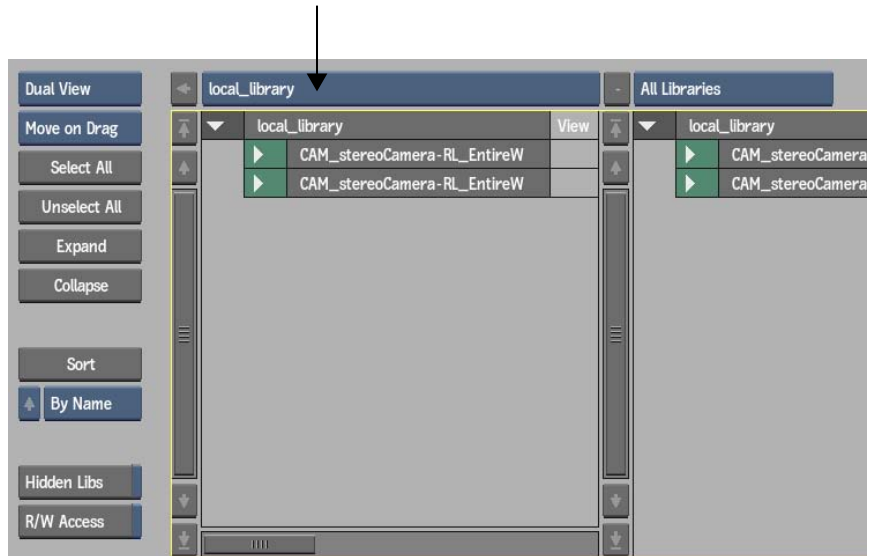 Dual View
Move on Drag
Select All
Unselect All
Expand
Collapse
Sort
By Name
Hidden Libs
R/W Access
local_library
local_library View
CAM_stereoCamera-RL_EntireW
CAM_stereoCamera-RL_EntireW
All Libraries
local_library
CAM_stereoCamera
CAM_stereoCamera